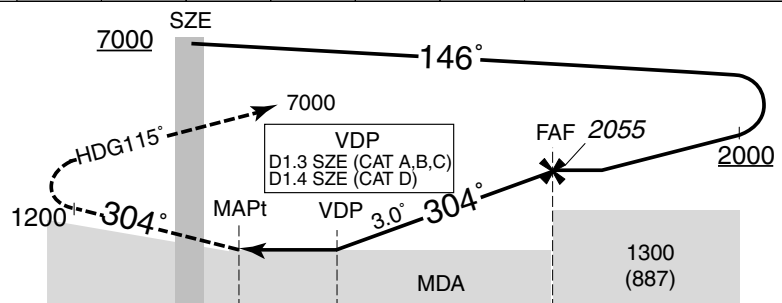 SZE
7000
146°
7000
HDG115°
VDP
D1.3 SZE (CAT A,B,C)
D1.4 SZE (CAT D)
FAF
2055
2000
1200
304°
MAPt
VDP
3.0°
304°
MDA
1300
(887)